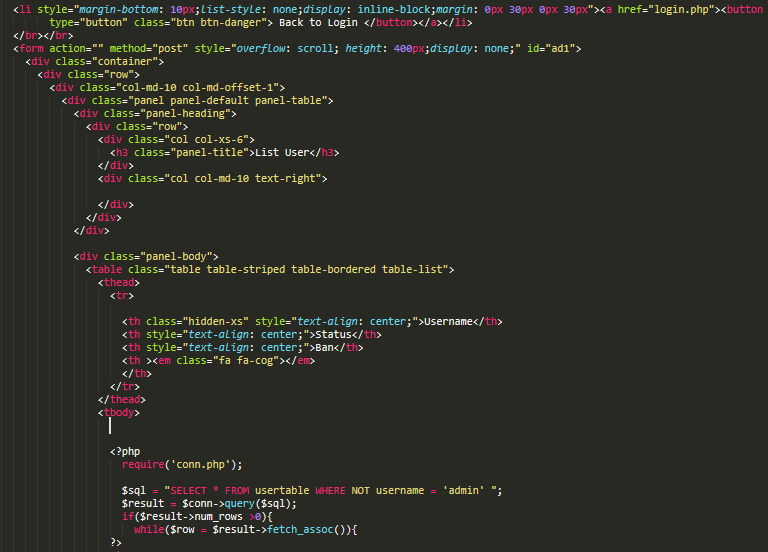 <li style="margin-bottom: 10px;list-style: none;display: inline-block;margin: 0px 30px 0px 30px"><a href="login.php"><button
type="button" class="btn btn-danger"> Back to Login </button></a></li>
</br></br>
<form action="" method="post" style="overflow: scroll; height: 400px;display: none;" id="ad1">
<div class="container">
<div class="row">
<div class="col-md-10 col-md-offset-1">
<div class="panel panel-default panel-table">
<div class="panel-heading">
<div class="row">
<div class="col col-xs-6">
<h3 class="panel-title">List User</h3>
</div>
<div class="col col-md-10 text-right">
</div>
</div>
</div>
<div class="panel-body">
<table class="table table-striped table-bordered table-list">
<thead>
<tr>
<th class="hidden-xs" style="text-align: center;">Username</th>
<th style="text-align: center;">Status</th>
<th style="text-align: center;">Ban</th>
<th ><em class="fa fa-cog"></em>
</th>
</tr>
</thead>
<tbody>
<?php
require('conn.php');
$sql = "SELECT * FROM usertable WHERE NOT username = 'admin' ";
$result = $conn->query($sql);
if($result->num_rows >0){
while($row = $result->fetch_assoc()){
?>